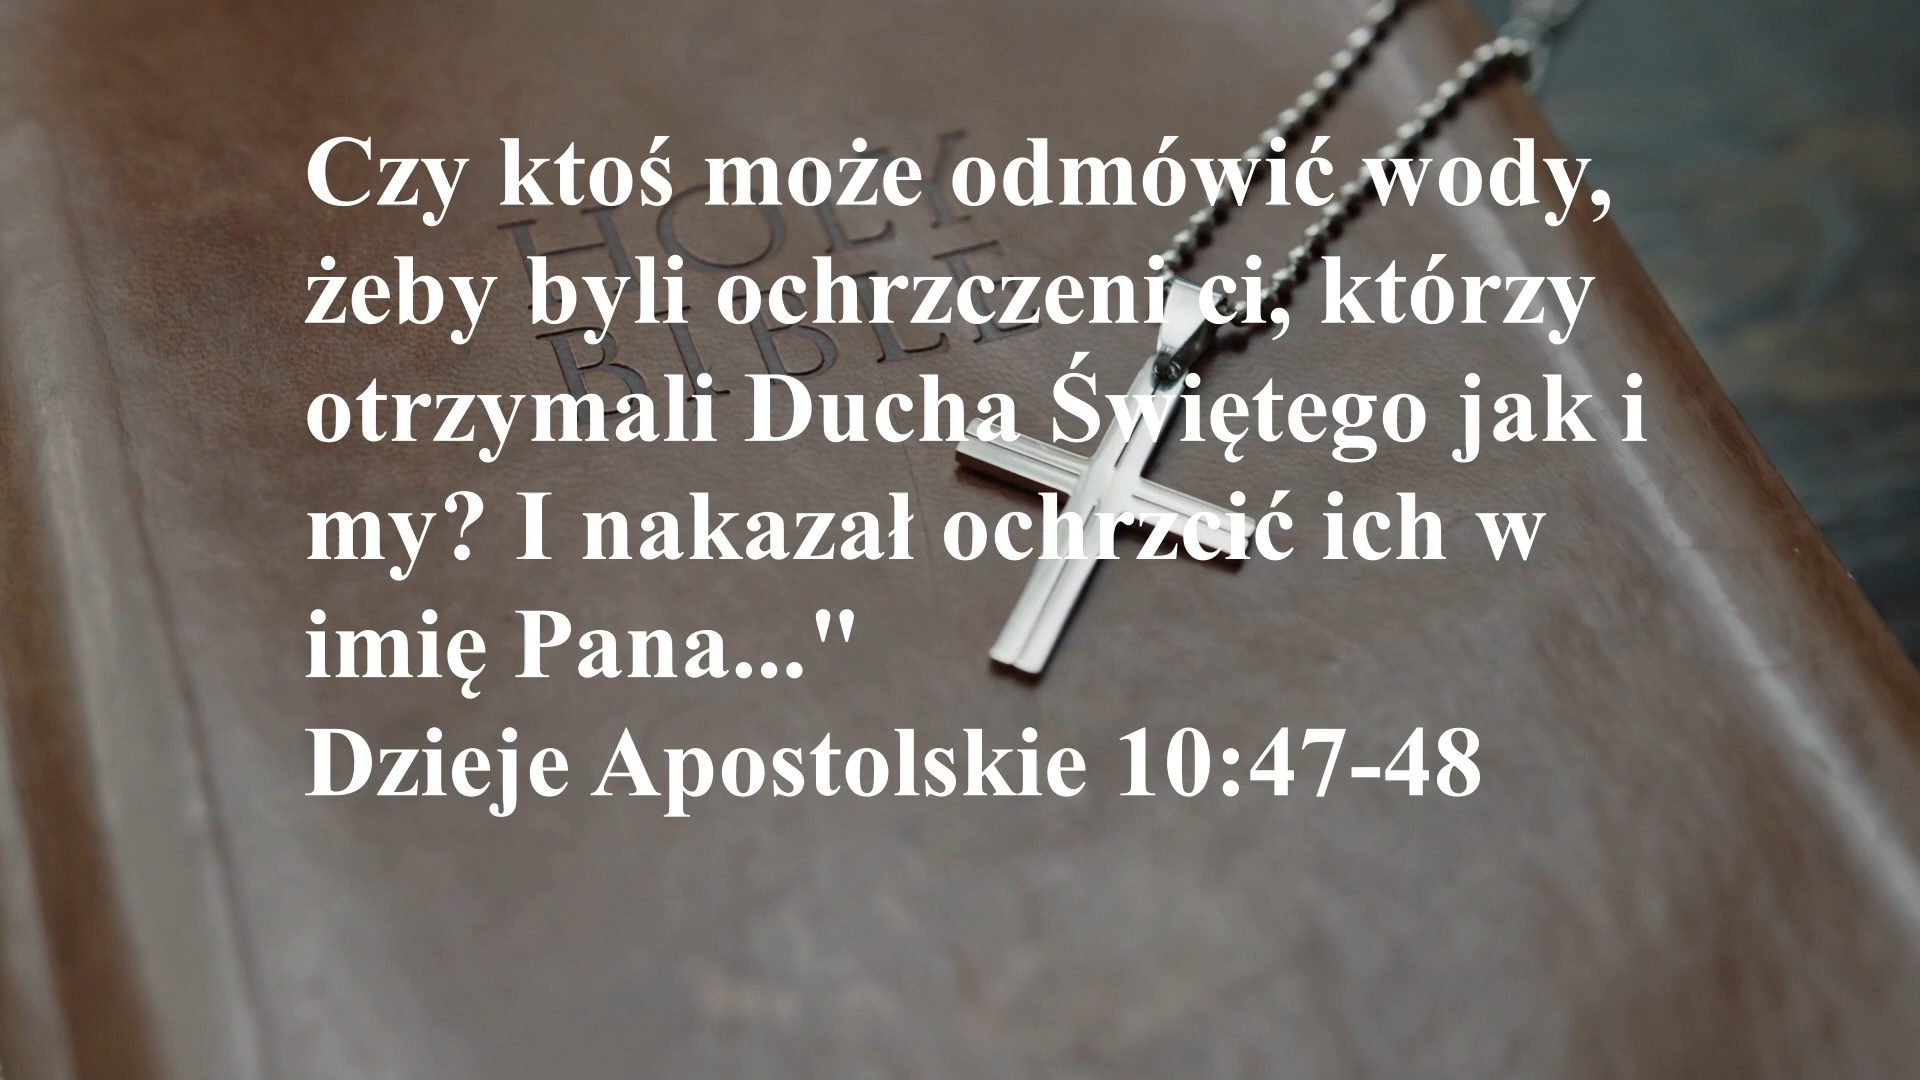 Czy ktoś może odmówić wody,
żeby byli ochrzczeni ci, którzy
otrzymali Ducha Świętego jak i
my? I nakazał ochrzcić ich w
imię Pana..."
Dzieje Apostolskie 10:47-48
HOLY
BIBLE